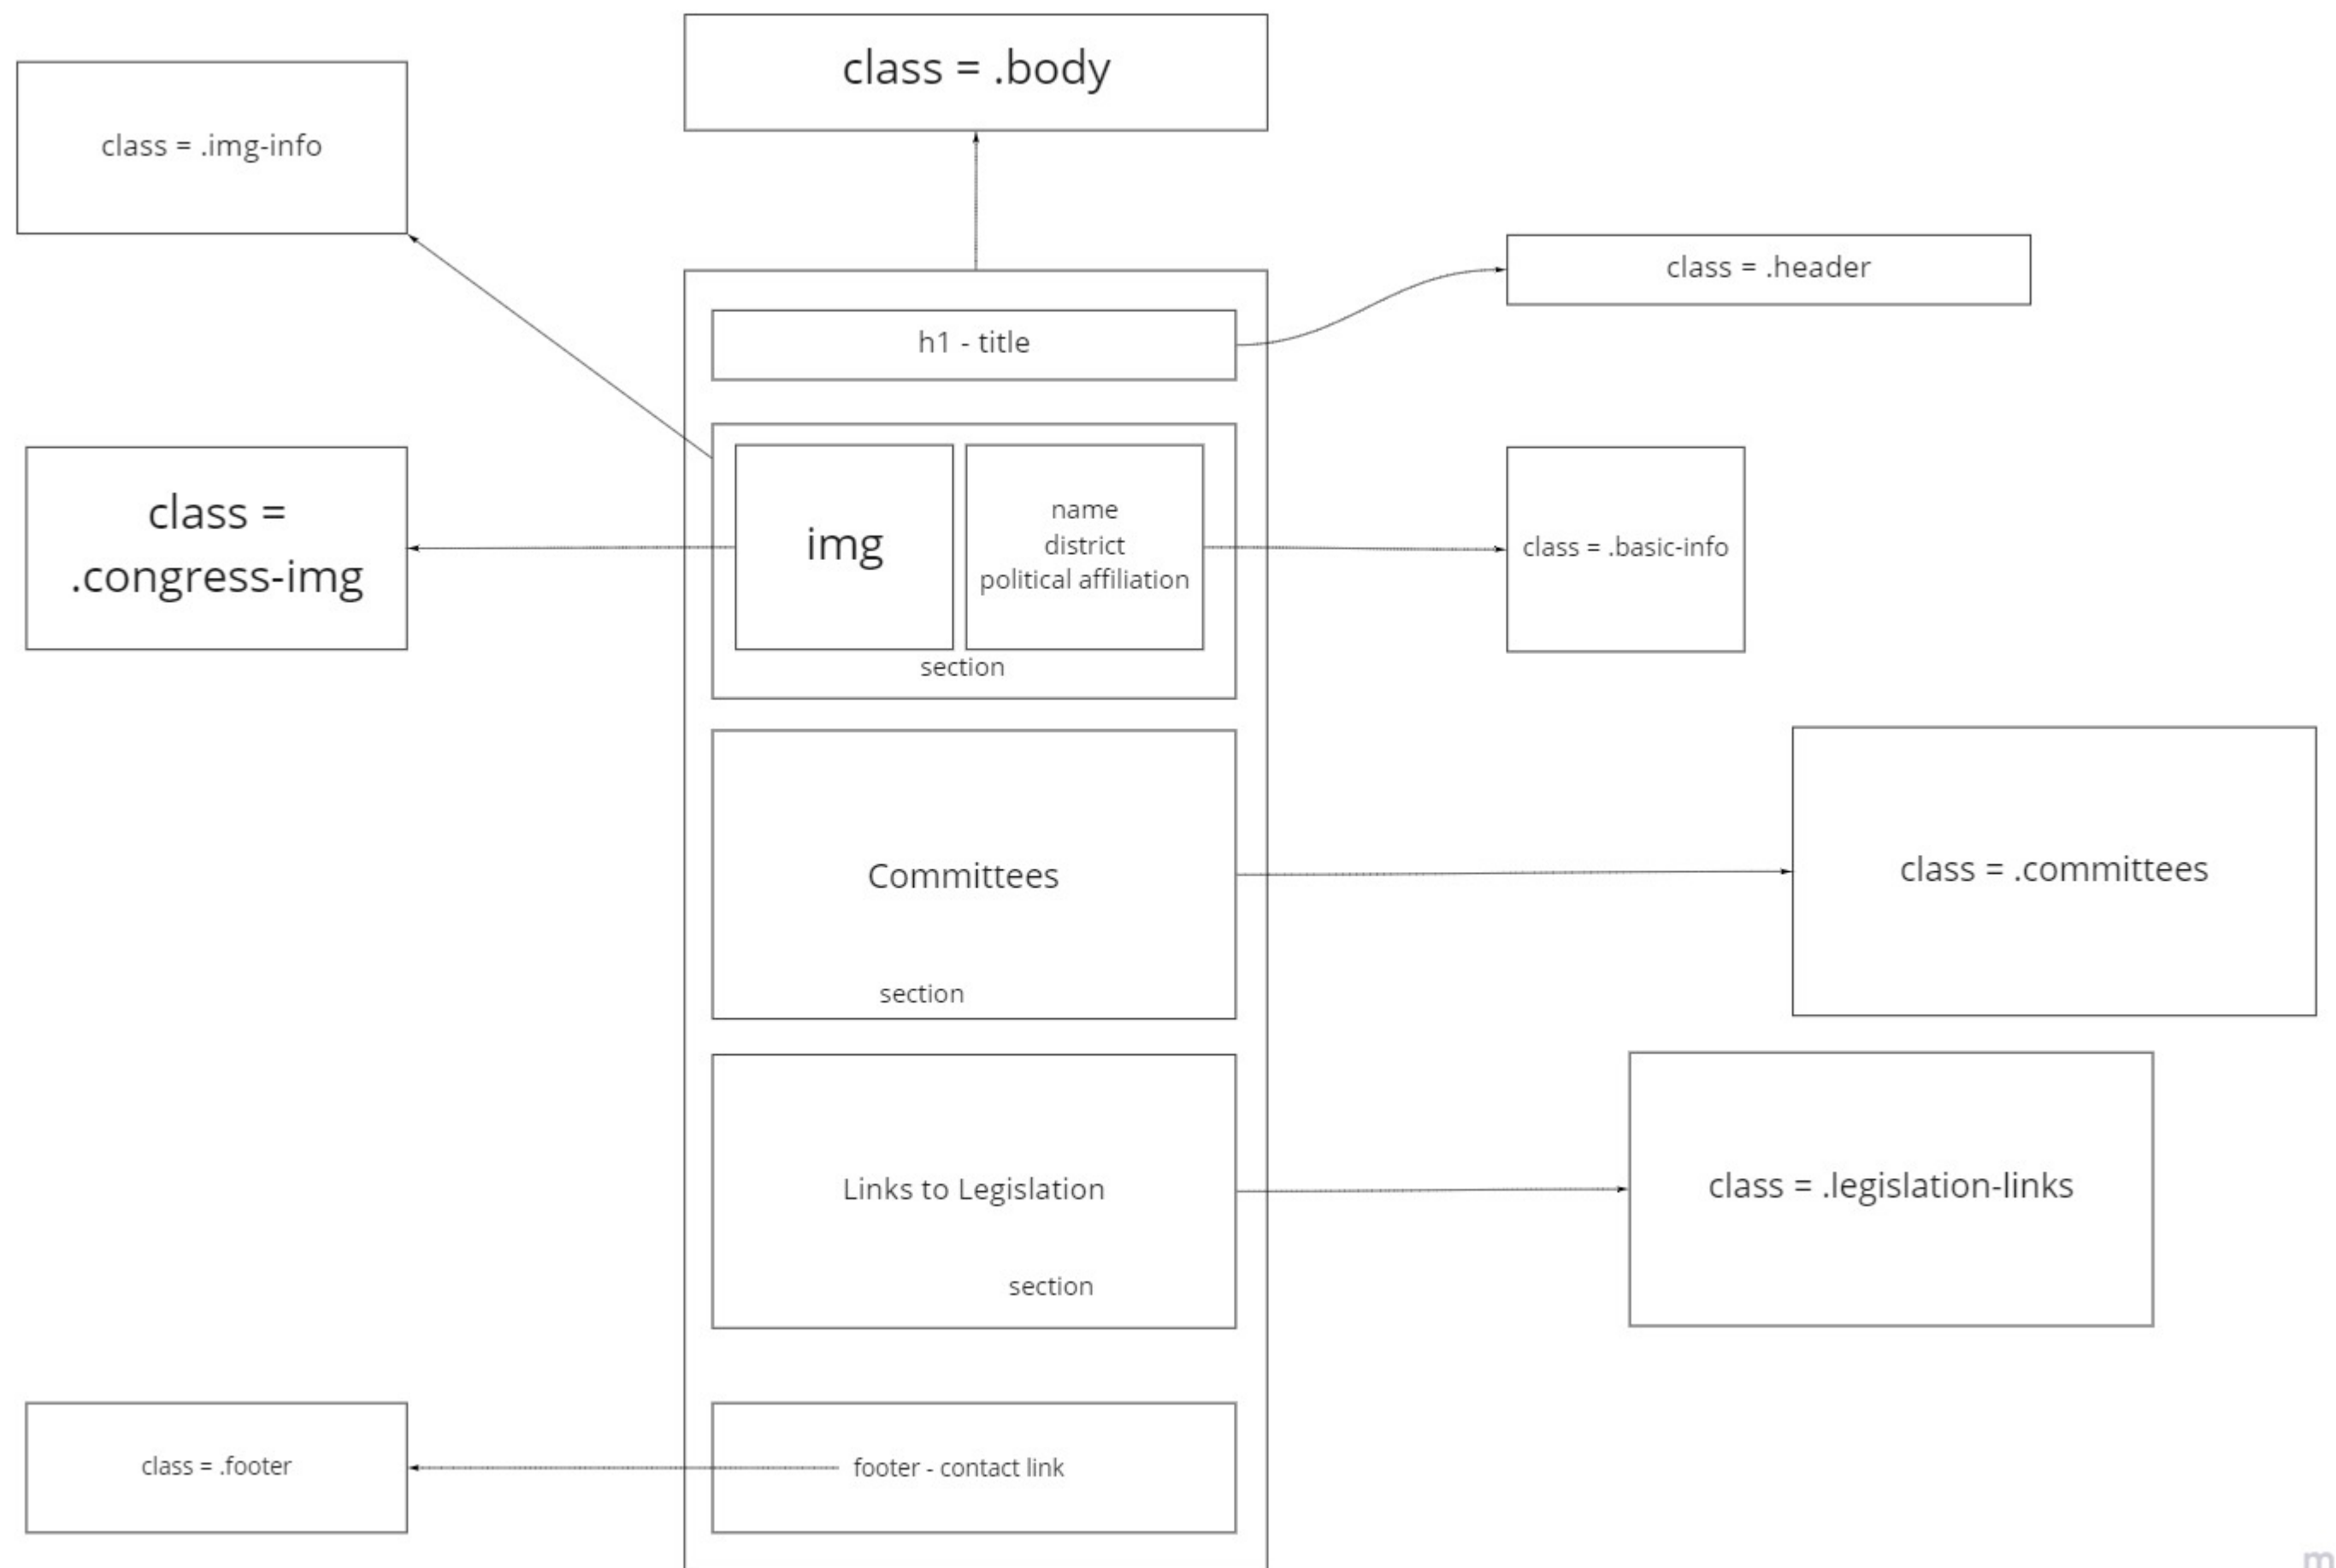 class = .body
class = .img-info
class = .header
h1 - title
class =
.congress-img
img
name
district
political affiliation
section
class = .basic-info
Committees
section
class = .committees
Links to Legislation
section
class = .legislation-links
class = .footer
footer - contact link
m